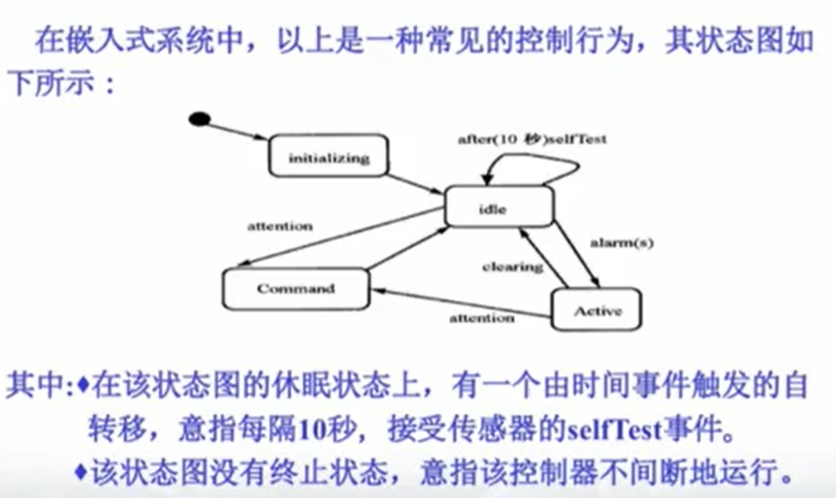 在嵌入式系统中，以上是一种常见的控制行为，其状态图如
下所示：
after(10 秒)selfTest
initializing
idle
attention
alarm(s)
clearing
Command
Active
attention
其中:♦在该状态图的休眠状态上，有一个由时间事件触发的自
转移，意指每隔10秒，接受传感器的selfTest事件。
♦该状态图没有终止状态，意指该控制器不间断地运行。